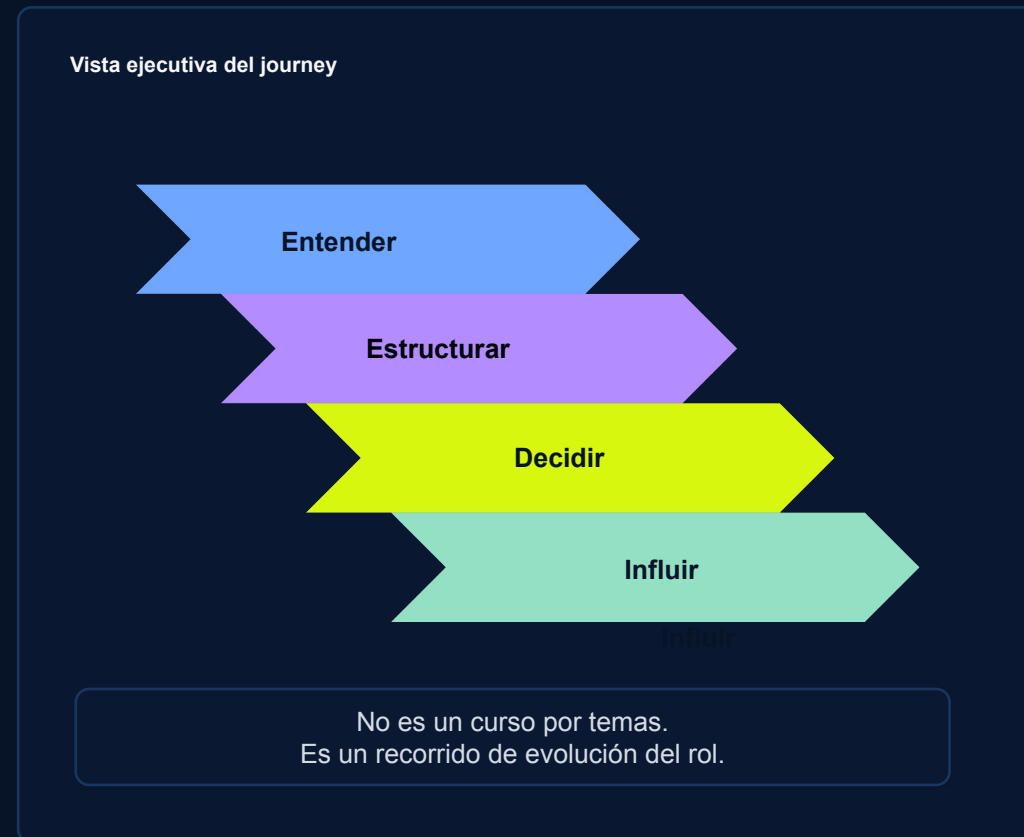 Vista ejecutiva del journey
Entender
Estructurar
Decidir
Influir
Influir
No es un curso por temas.
Es un recorrido de evolución del rol.